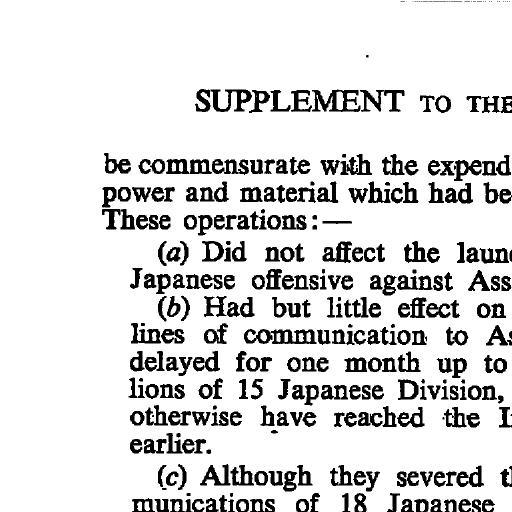 SUPPLEMENT TO THE
be commensurate with the expend
power and material which had be
These operations:—
(a) Did not affect the laun
Japanese offensive against Ass
(b) Had but little effect on
lines of communication to As
delayed for one month up to
lions of 15 Japanese Division,
otherwise have reached the I
earlier.
(c) Although they severed t
munications of 18 Japanese